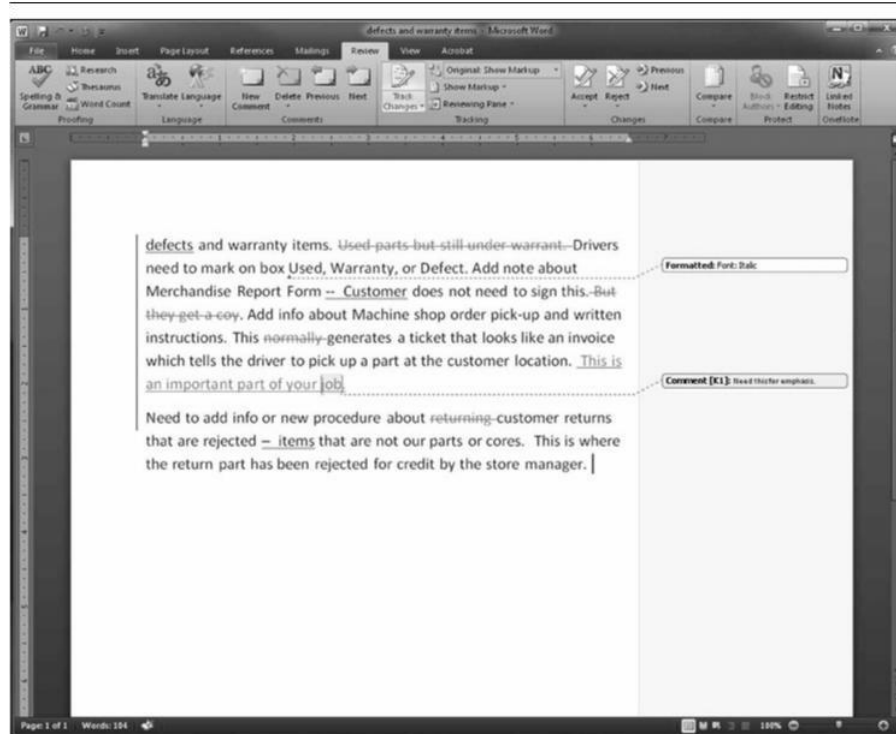 defects and warranty items - Microsoft Word
File Home Insert Page Layout References Mailings Review View Acrobat
ABC Spelling & Grammar
Research
Thesaurus
Word Count
Proofing
Translate Language
Language
New Comment Delete Previous Next
Comments
Track Changes
Original: Show Markup
Show Markup
Reviewing Pane
Tracking
Accept Reject
Previous
Next
Changes
Compare
Compare
Block Authors Restrict Editing
Protect
Linked Notes
OneNote
defects and warranty items. Used parts but still under warrant. Drivers
need to mark on box Used, Warranty, or Defect. Add note about
Merchandise Report Form -- Customer does not need to sign this. But
they get a coy. Add info about Machine shop order pick-up and written
instructions. This normally generates a ticket that looks like an invoice
which tells the driver to pick up a part at the customer location. This is
an important part of your job.
Need to add info or new procedure about returning customer returns
that are rejected – items that are not our parts or cores. This is where
the return part has been rejected for credit by the store manager.
Formatted: Font: Italic
Comment [K1]: Need this for emphasis.
Page: 1 of 1 Words: 104
100%